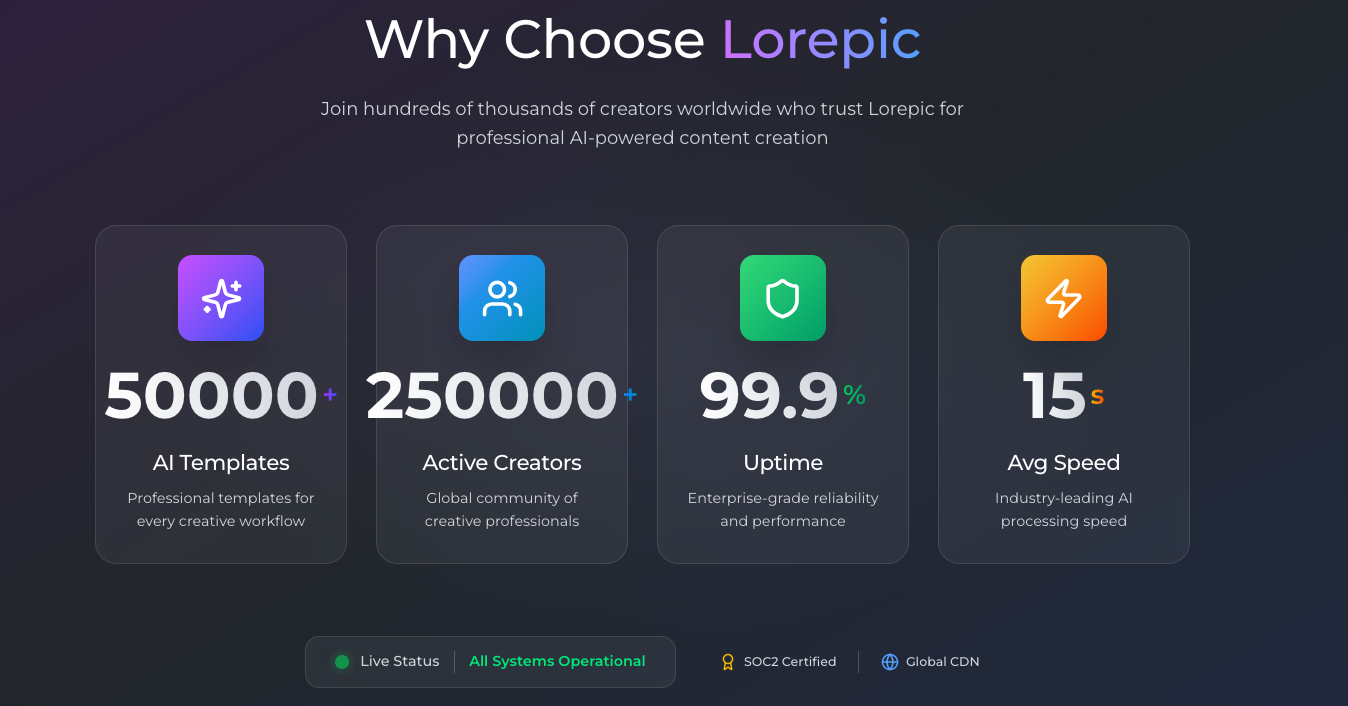 Why Choose Lorepic
Join hundreds of thousands of creators worldwide who trust Lorepic for
professional AI-powered content creation
50000+
AI Templates
Professional templates for
every creative workflow
250000+
Active Creators
Global community of
creative professionals
99.9%
Uptime
Enterprise-grade reliability
and performance
15s
Avg Speed
Industry-leading AI
processing speed
Live Status
All Systems Operational
SOC2 Certified
Global CDN